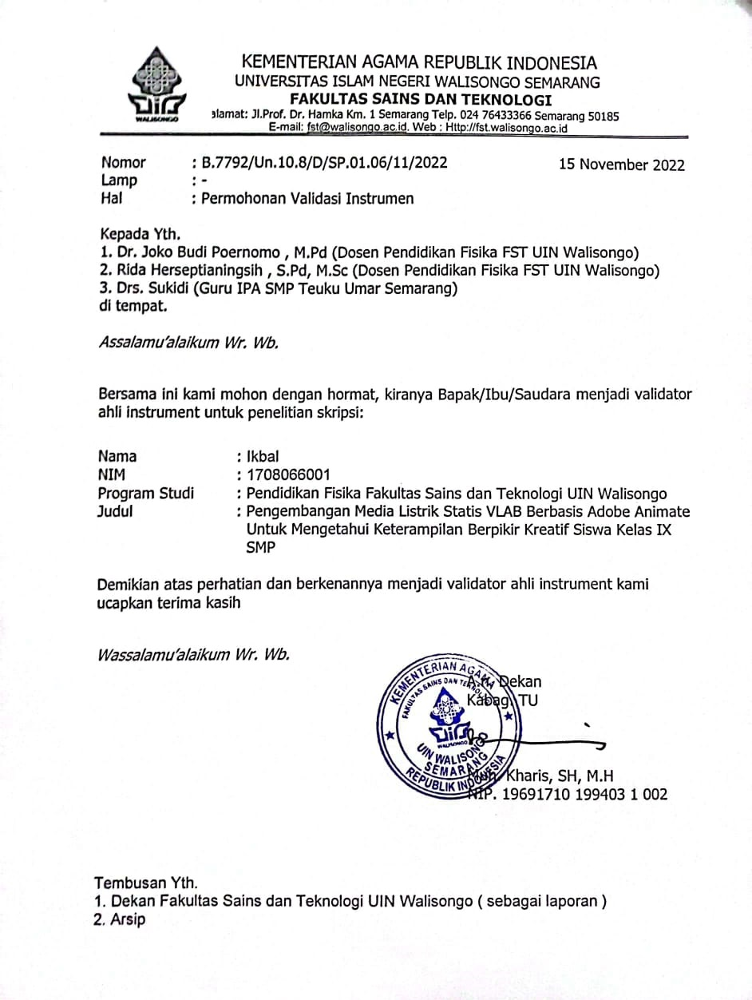 KEMENTERIAN AGAMA REPUBLIK INDONESIA
UNIVERSITAS ISLAM NEGERI WALISONGO SEMARANG
FAKULTAS SAINS DAN TEKNOLOGI
alamat: Jl.Prof. Dr. Hamka Km. 1 Semarang Telp. 024 76433366 Semarang 50185
E-mail: fst@walisongo.ac.id. Web : Http://fst.walisongo.ac.id
WALISONGO
Nomor : B.7792/Un.10.8/D/SP.01.06/11/2022 15 November 2022
Lamp : -
Hal : Permohonan Validasi Instrumen
Kepada Yth.
1. Dr. Joko Budi Poernomo , M.Pd (Dosen Pendidikan Fisika FST UIN Walisongo)
2. Rida Herseptianingsih , S.Pd, M.Sc (Dosen Pendidikan Fisika FST UIN Walisongo)
3. Drs. Sukidi (Guru IPA SMP Teuku Umar Semarang)
di tempat.
Assalamu'alaikum Wr. Wb.
Bersama ini kami mohon dengan hormat, kiranya Bapak/Ibu/Saudara menjadi validator
ahli instrument untuk penelitian skripsi:
Nama : Ikbal
NIM : 1708066001
Program Studi : Pendidikan Fisika Fakultas Sains dan Teknologi UIN Walisongo
Judul : Pengembangan Media Listrik Statis VLAB Berbasis Adobe Animate
Untuk Mengetahui Keterampilan Berpikir Kreatif Siswa Kelas IX
SMP
Demikian atas perhatian dan berkenannya menjadi validator ahli instrument kami
ucapkan terima kasih
Wassalamu'alaikum Wr. Wb.
A.n. Dekan
Kabag. TU
KEMENTERIAN AGAMA
FAKULTAS SAINS DAN TEKNOLOGI
WALISONGO
UIN WALISONGO
SEMARANG
REPUBLIK INDONESIA
Muh. Kharis, SH, M.H
NIP. 19691710 199403 1 002
Tembusan Yth.
1. Dekan Fakultas Sains dan Teknologi UIN Walisongo ( sebagai laporan )
2. Arsip